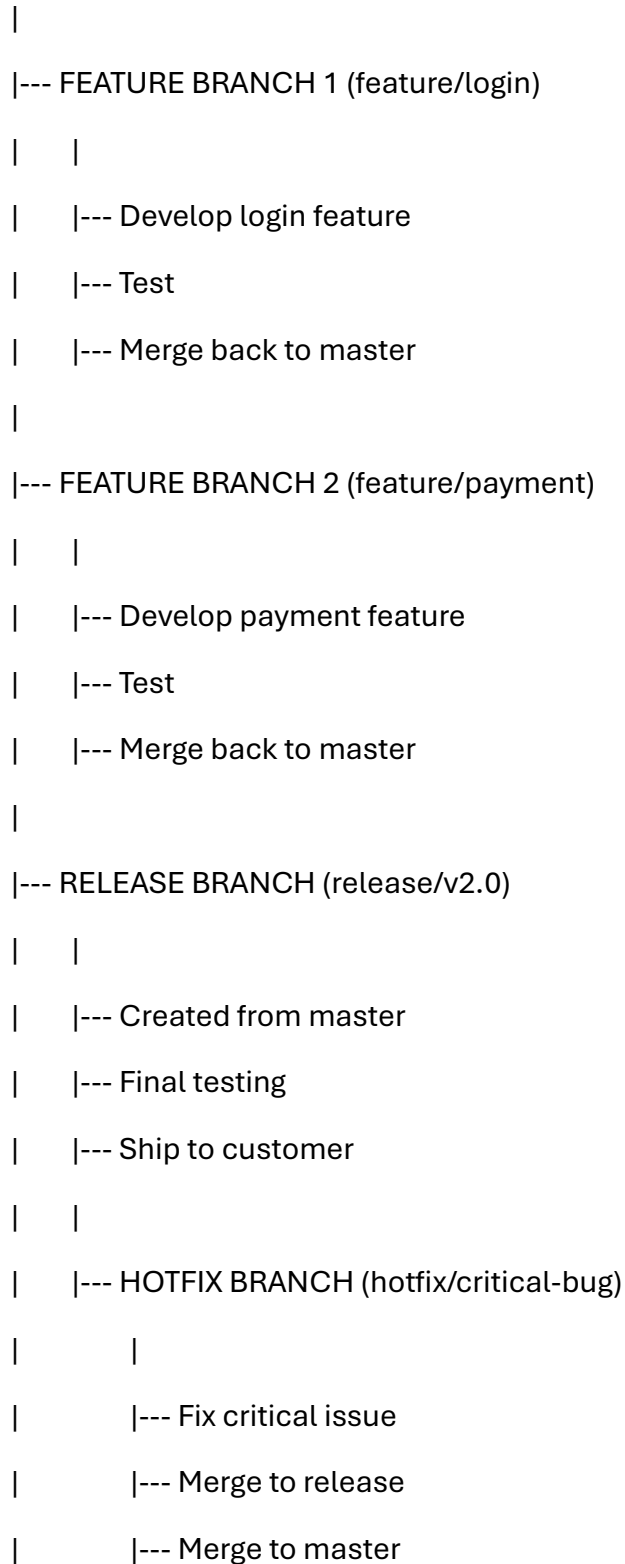 |
|--- FEATURE BRANCH 1 (feature/login)
|    |
|    |--- Develop login feature
|    |--- Test
|    |--- Merge back to master
|
|--- FEATURE BRANCH 2 (feature/payment)
|    |
|    |--- Develop payment feature
|    |--- Test
|    |--- Merge back to master
|
|--- RELEASE BRANCH (release/v2.0)
|    |
|    |--- Created from master
|    |--- Final testing
|    |--- Ship to customer
|    |
|    |--- HOTFIX BRANCH (hotfix/critical-bug)
|         |
|         |--- Fix critical issue
|         |--- Merge to release
|         |--- Merge to master